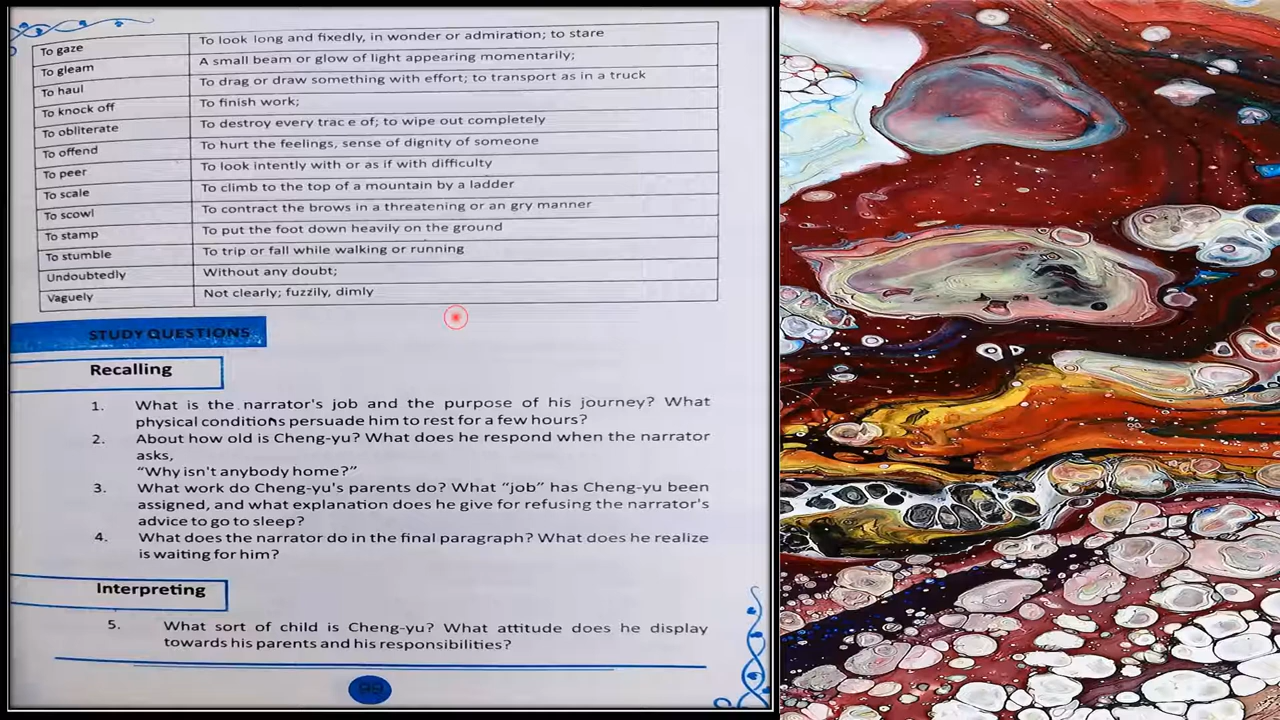 To gaze To look long and fixedly, in wonder or admiration; to stare
To gleam A small beam or glow of light appearing momentarily;
To haul To drag or draw something with effort; to transport as in a truck
To knock off To finish work;
To obliterate To destroy every trac e of; to wipe out completely
To offend To hurt the feelings, sense of dignity of someone
To peer To look intently with or as if with difficulty
To scale To climb to the top of a mountain by a ladder
To scowl To contract the brows in a threatening or an gry manner
To stamp To put the foot down heavily on the ground
To stumble To trip or fall while walking or running
Undoubtedly Without any doubt;
Vaguely Not clearly; fuzzily, dimly
STUDY QUESTIONS
Recalling
1. What is the narrator's job and the purpose of his journey? What
physical conditions persuade him to rest for a few hours?
2. About how old is Cheng-yu? What does he respond when the narrator
asks,
“Why isn't anybody home?”
3. What work do Cheng-yu's parents do? What “job” has Cheng-yu been
assigned, and what explanation does he give for refusing the narrator's
advice to go to sleep?
4. What does the narrator do in the final paragraph? What does he realize
is waiting for him?
Interpreting
5. What sort of child is Cheng-yu? What attitude does he display
towards his parents and his responsibilities?
99